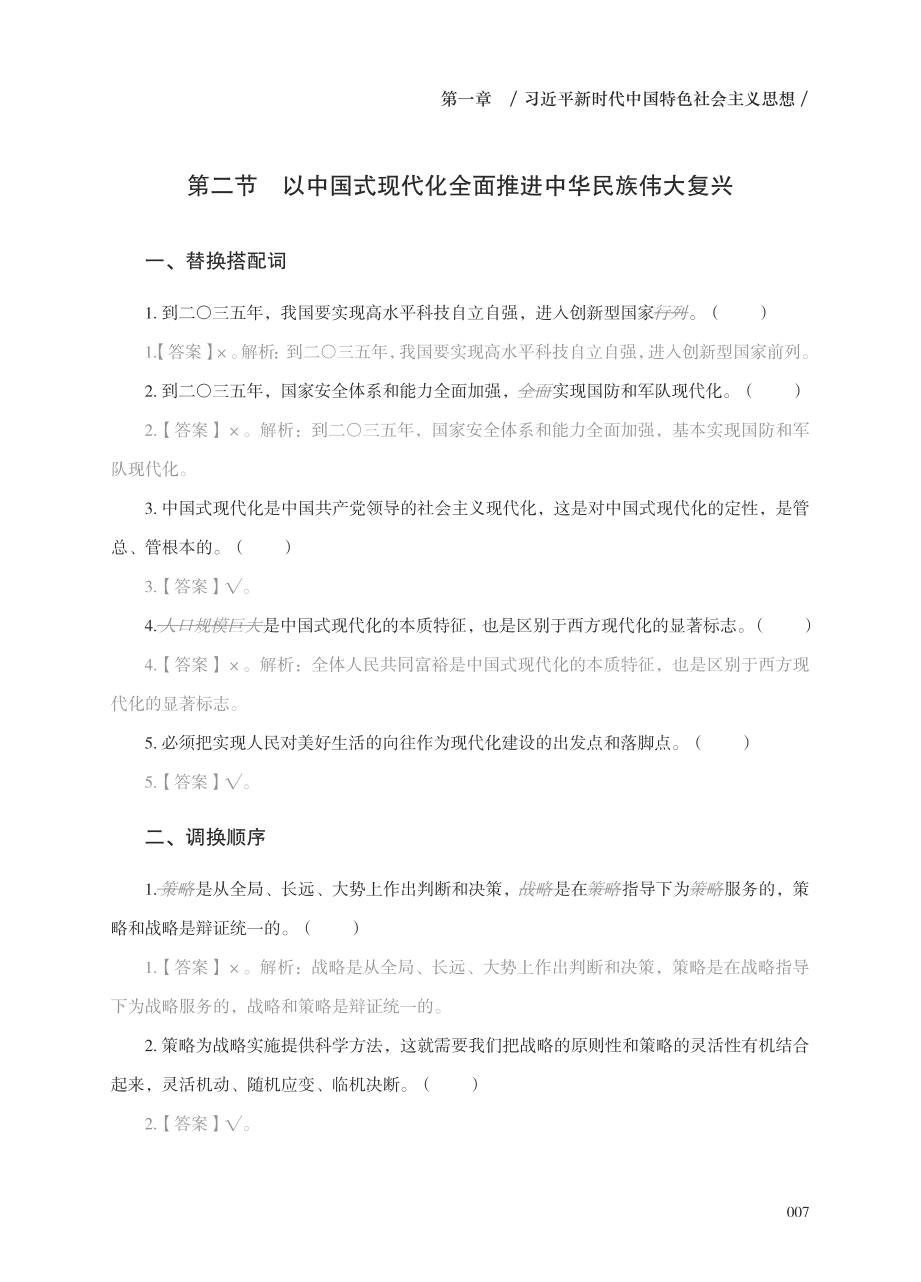 第一章 / 习近平新时代中国特色社会主义思想 /
第二节 以中国式现代化全面推进中华民族伟大复兴
一、替换搭配词
1. 到二〇三五年，我国要实现高水平科技自立自强，进入创新型国家行列。（  ）
1.【答案】×。解析：到二〇三五年，我国要实现高水平科技自立自强，进入创新型国家前列。
2. 到二〇三五年，国家安全体系和能力全面加强，全面实现国防和军队现代化。（  ）
2.【答案】×。解析：到二〇三五年，国家安全体系和能力全面加强，基本实现国防和军
队现代化。
3. 中国式现代化是中国共产党领导的社会主义现代化，这是对中国式现代化的定性，是管
总、管根本的。（  ）
3.【答案】√。
4. 人口规模巨大是中国式现代化的本质特征，也是区别于西方现代化的显著标志。（  ）
4.【答案】×。解析：全体人民共同富裕是中国式现代化的本质特征，也是区别于西方现
代化的显著标志。
5. 必须把实现人民对美好生活的向往作为现代化建设的出发点和落脚点。（  ）
5.【答案】√。
二、调换顺序
1. 策略是从全局、长远、大势上作出判断和决策，战略是在策略指导下为策略服务的，策
略和战略是辩证统一的。（  ）
1.【答案】×。解析：战略是从全局、长远、大势上作出判断和决策，策略是在战略指导
下为战略服务的，战略和策略是辩证统一的。
2. 策略为战略实施提供科学方法，这就需要我们把战略的原则性和策略的灵活性有机结合
起来，灵活机动、随机应变、临机决断。（  ）
2.【答案】√。
007